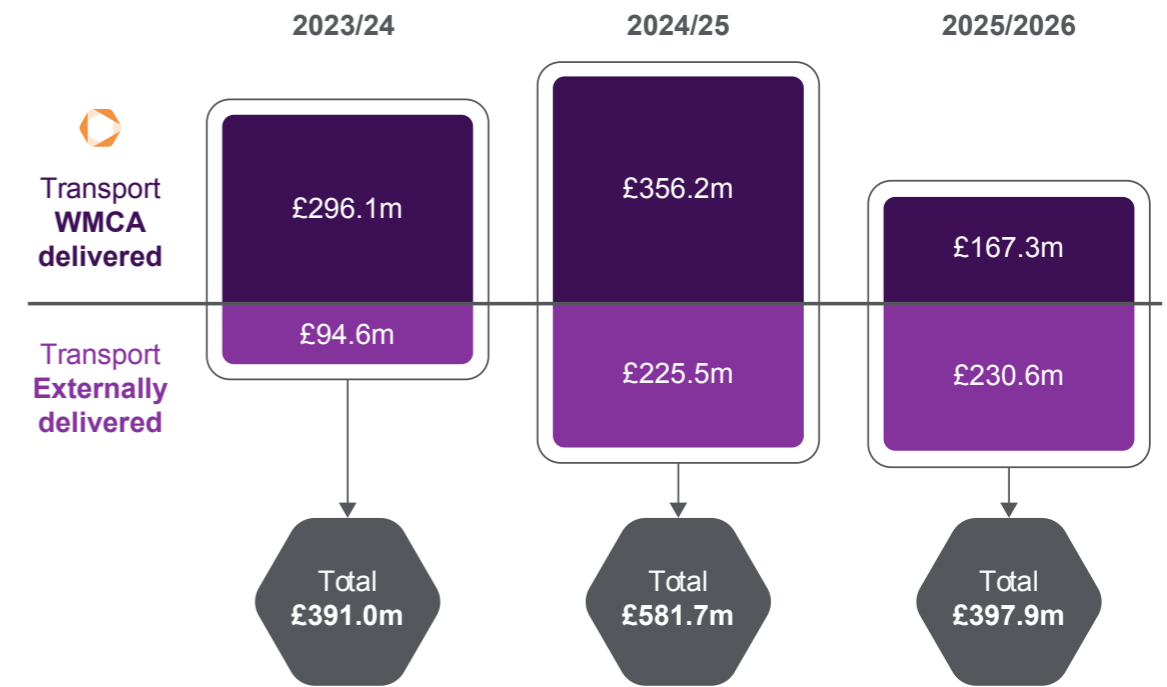 2023/24
2024/25
2025/2026
Transport
WMCA
delivered
£296.1m
£356.2m
£167.3m
Transport
Externally
delivered
£94.6m
£225.5m
£230.6m
Total
£391.0m
Total
£581.7m
Total
£397.9m